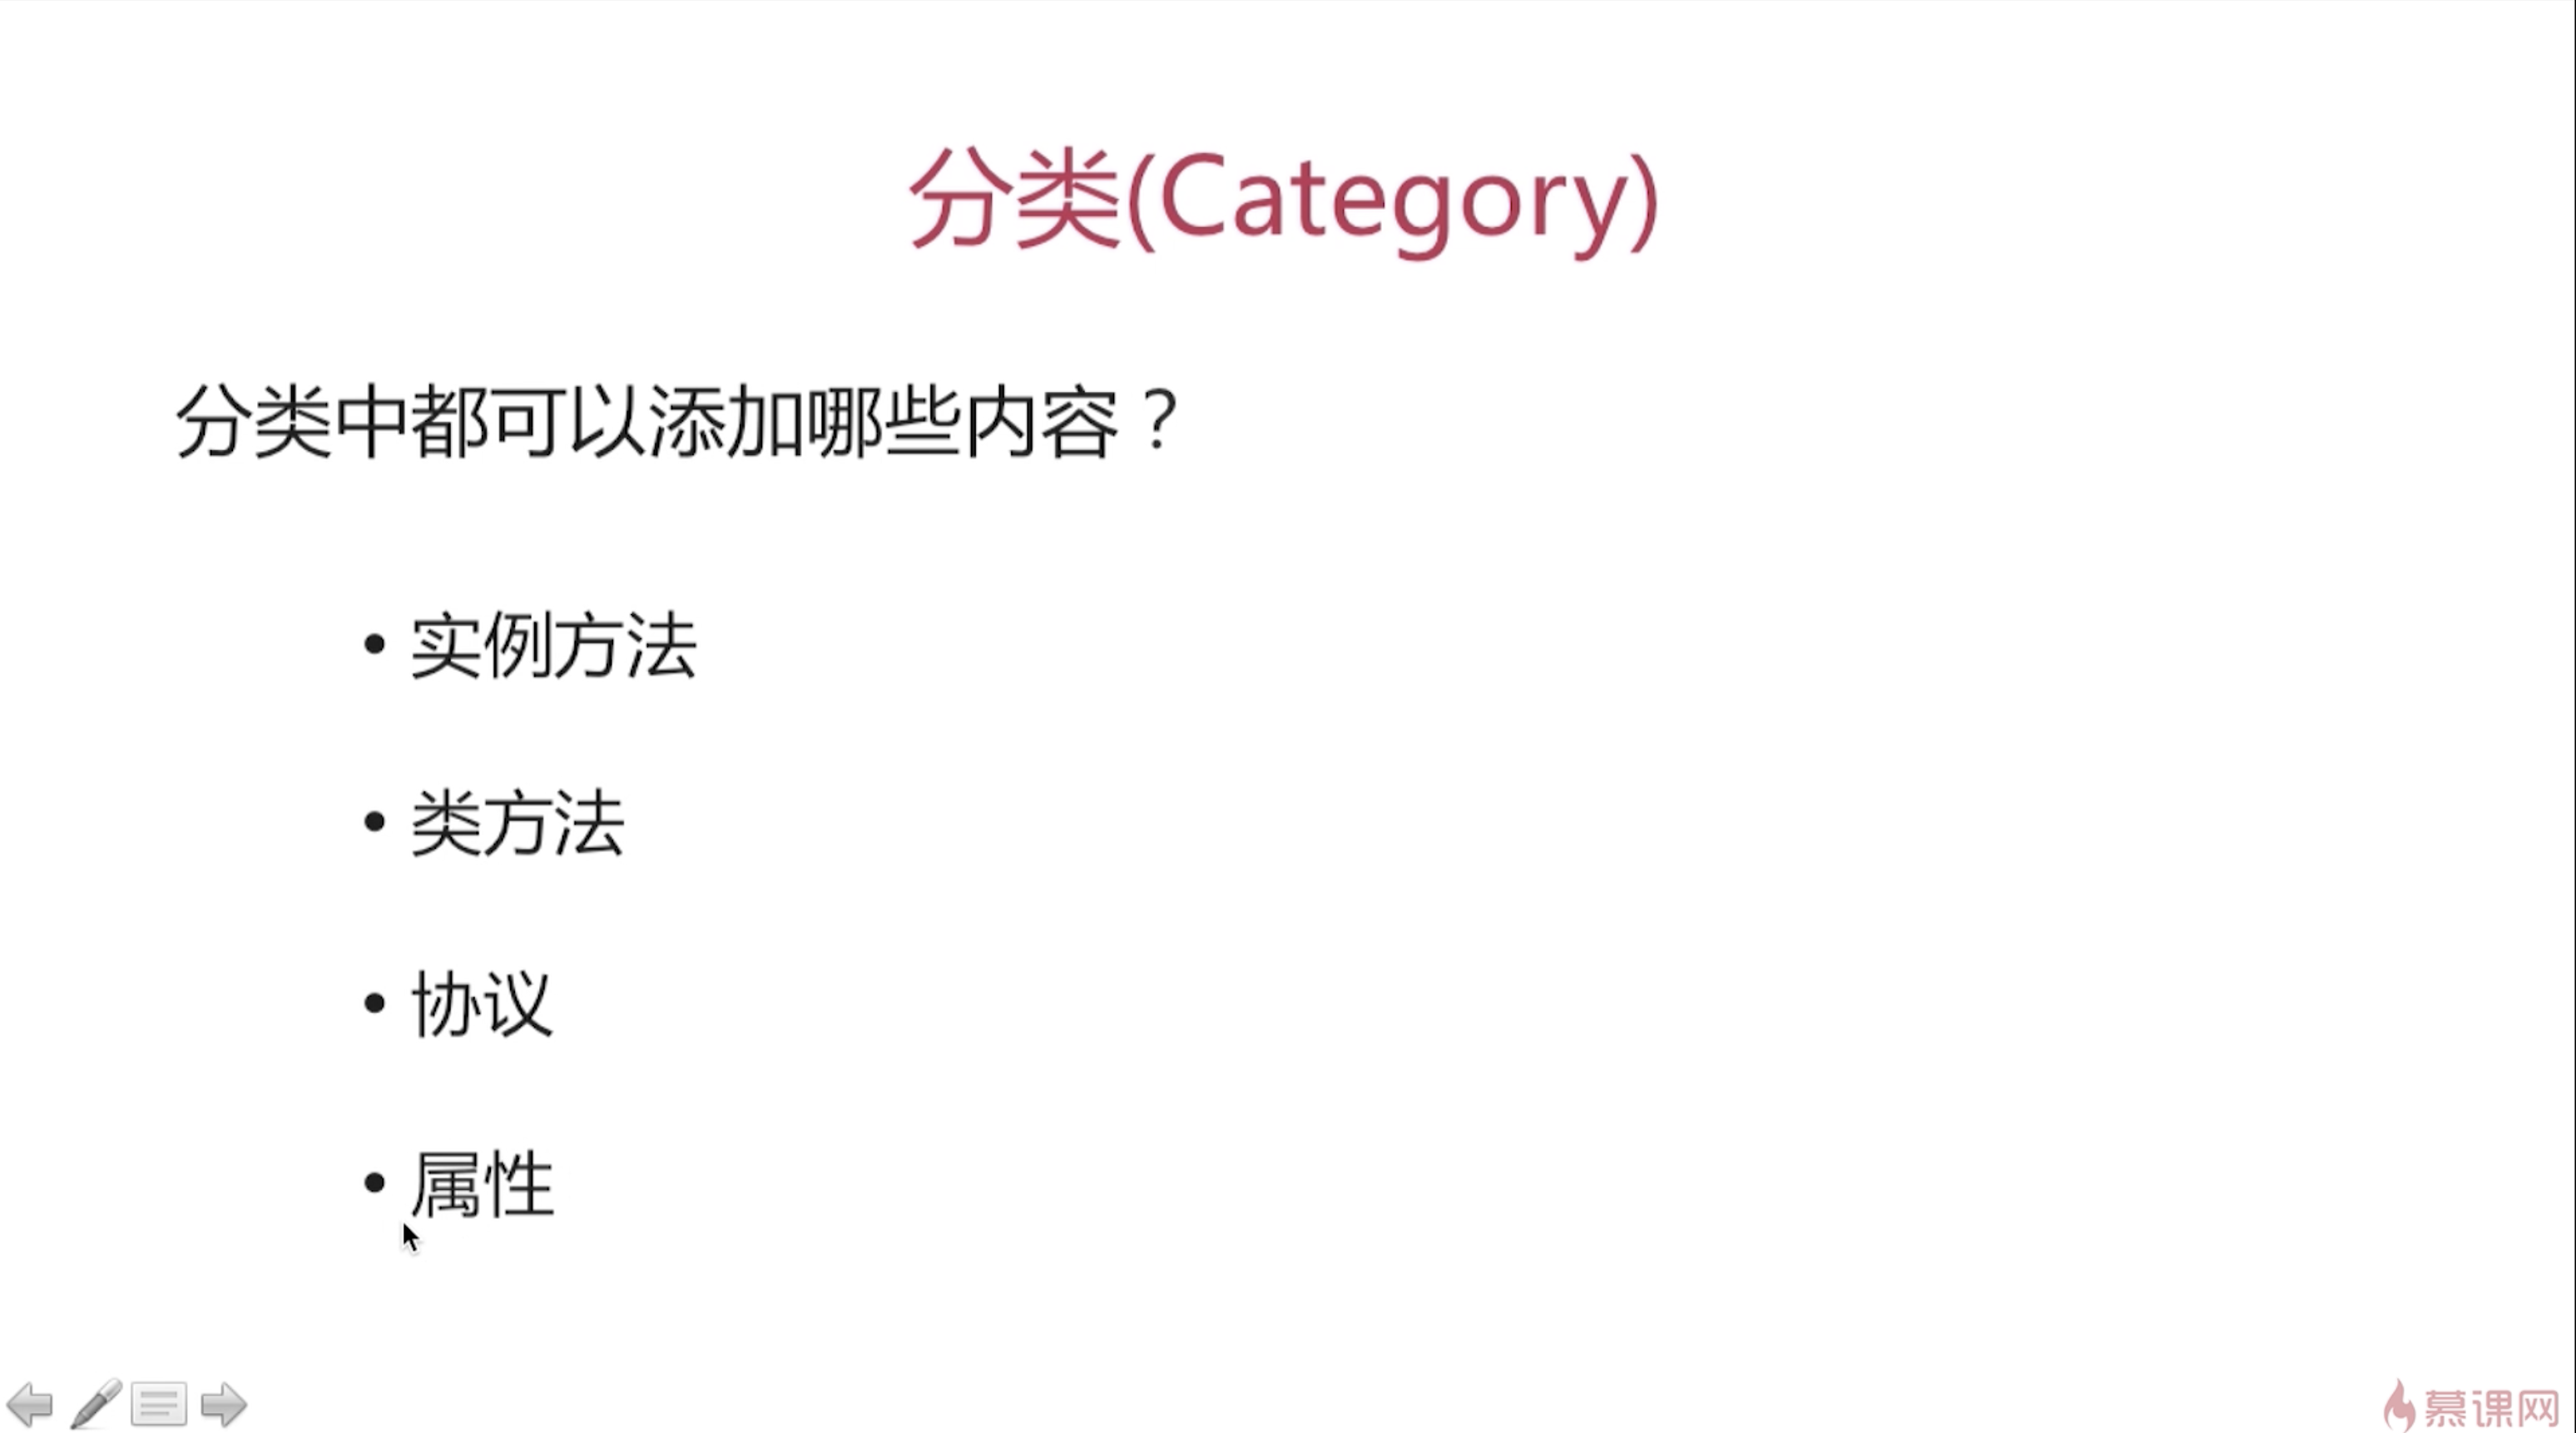 分类(Category)
分类中都可以添加哪些内容？
• 实例方法
• 类方法
• 协议
• 属性
慕课网